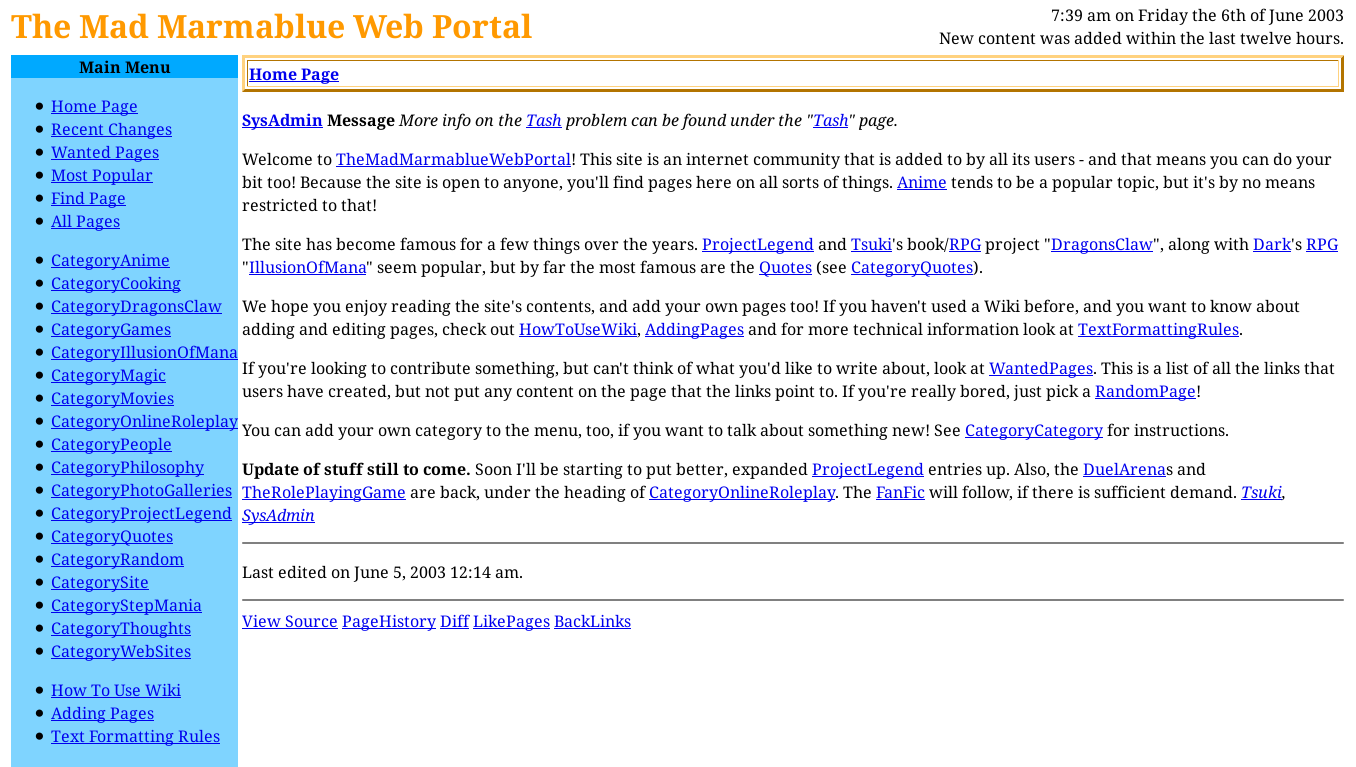 The Mad Marmablue Web Portal
7:39 am on Friday the 6th of June 2003
New content was added within the last twelve hours.
Main Menu
Home Page
Recent Changes
Wanted Pages
Most Popular
Find Page
All Pages
CategoryAnime
CategoryCooking
CategoryDragonsClaw
CategoryGames
CategoryIllusionOfMana
CategoryMagic
CategoryMovies
CategoryOnlineRoleplay
CategoryPeople
CategoryPhilosophy
CategoryPhotoGalleries
CategoryProjectLegend
CategoryQuotes
CategoryRandom
CategorySite
CategoryStepMania
CategoryThoughts
CategoryWebSites
How To Use Wiki
Adding Pages
Text Formatting Rules
Home Page
SysAdmin Message More info on the Tash problem can be found under the "Tash" page.
Welcome to TheMadMarmablueWebPortal! This site is an internet community that is added to by all its users - and that means you can do your
bit too! Because the site is open to anyone, you'll find pages here on all sorts of things. Anime tends to be a popular topic, but it's by no means
restricted to that!
The site has become famous for a few things over the years. ProjectLegend and Tsuki's book/RPG project "DragonsClaw", along with Dark's RPG
"IllusionOfMana" seem popular, but by far the most famous are the Quotes (see CategoryQuotes).
We hope you enjoy reading the site's contents, and add your own pages too! If you haven't used a Wiki before, and you want to know about
adding and editing pages, check out HowToUseWiki, AddingPages and for more technical information look at TextFormattingRules.
If you're looking to contribute something, but can't think of what you'd like to write about, look at WantedPages. This is a list of all the links that
users have created, but not put any content on the page that the links point to. If you're really bored, just pick a RandomPage!
You can add your own category to the menu, too, if you want to talk about something new! See CategoryCategory for instructions.
Update of stuff still to come. Soon I'll be starting to put better, expanded ProjectLegend entries up. Also, the DuelArenas and
TheRolePlayingGame are back, under the heading of CategoryOnlineRoleplay. The FanFic will follow, if there is sufficient demand. Tsuki,
SysAdmin
Last edited on June 5, 2003 12:14 am.
View Source PageHistory Diff LikePages BackLinks